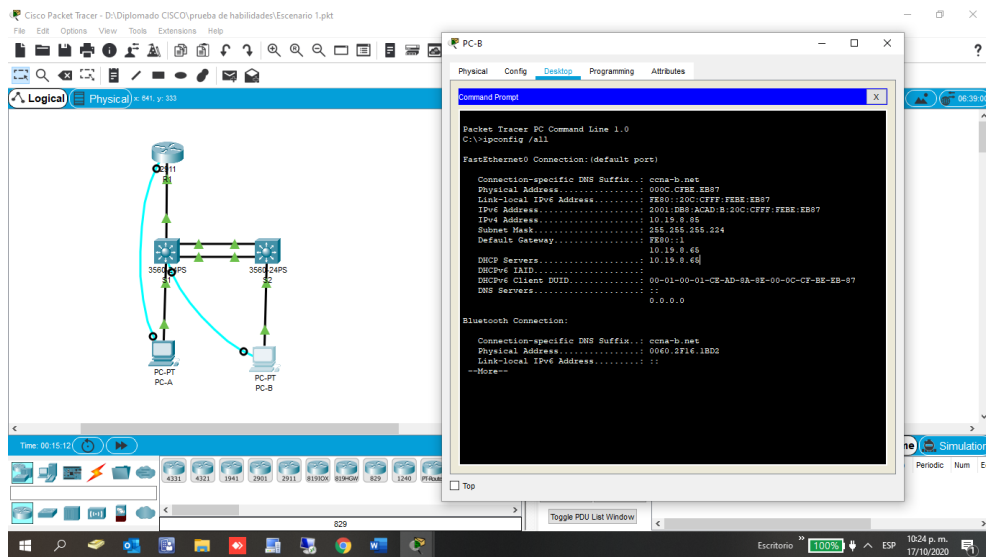 Cisco Packet Tracer - D:\Diplomado CISCO\prueba de habilidades\Escenario 1.pkt
File Edit Options View Tools Extensions Help
Logical Physical x: 841, y: 333
06:39:00
2911
R1
3560-24PS
S1
3560-24PS
S2
PC-PT
PC-A
PC-PT
PC-B
PC-B
Physical Config Desktop Programming Attributes
Command Prompt X
Packet Tracer PC Command Line 1.0
C:\>ipconfig /all
FastEthernet0 Connection:(default port)
Connection-specific DNS Suffix..: ccna-b.net
Physical Address................: 000C.CFBE.EB87
Link-local IPv6 Address.........: FE80::20C:CFFF:FEBE:EB87
IPv6 Address....................: 2001:DB8:ACAD:B:20C:CFFF:FEBE:EB87
IPv4 Address....................: 10.19.8.85
Subnet Mask.....................: 255.255.255.224
Default Gateway.................: FE80::1
10.19.8.65
DHCP Servers....................: 10.19.8.65
DHCPv6 IAID.....................:
DHCPv6 Client DUID..............: 00-01-00-01-CE-AD-8A-8E-00-0C-CF-BE-EB-87
DNS Servers.....................: ::
0.0.0.0
Bluetooth Connection:
Connection-specific DNS Suffix..: ccna-b.net
Physical Address................: 0060.2F16.1BD2
Link-local IPv6 Address.........: ::
--More--
Top
Time: 00:15:12
Simulation
4331 4321 1941 2901 2911 819IOX 819HGW 829 1240
829
Periodic Num
Toggle PDU List Window
Escritorio 100% ESP
10:24 p. m.
17/10/2020